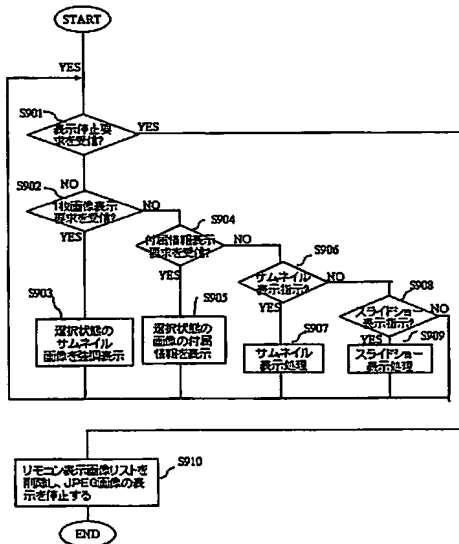 START
YES
S901
表示停止要
求を受信?
YES
S902
NO
1枚画像表示
要求を受信?
NO
YES
S904
付属情報表示
要求を受信?
NO
YES
S906
サムネイル
表示指示?
NO
YES
S908
スライドショー
表示指示?
NO
YES
S903
選択状態の
サムネイル
画像を強調表示
S905
選択状態の
画像の付属
情報を表示
S907
サムネイル
表示処理
S909
スライドショー
表示処理
S910
リモコン表示画像リストを
削除し、JPEG画像の表
示を停止する
END